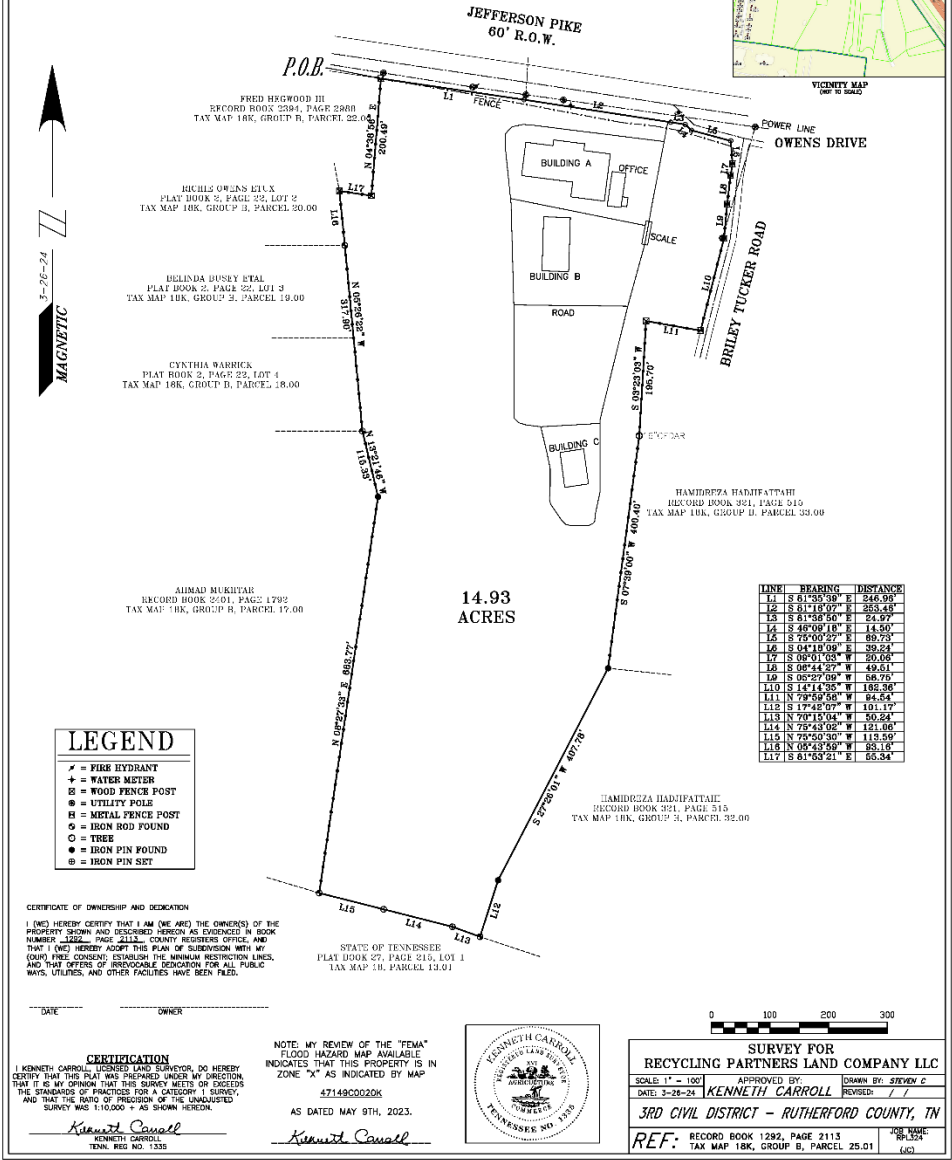 JEFFERSON PIKE
60' R.O.W.
VICINITY MAP
(NOT TO SCALE)
P.O.B.
L1
FENCE
L2
L3
L4
L5
POWER LINE
OWENS DRIVE
FRED HEGWOOD III
RECORD BOOK 2394, PAGE 2988
TAX MAP 18K, GROUP B, PARCEL 22.00
N 04°38'56" E
200.49'
BUILDING A
OFFICE
L6
L7
L8
L9
L10
L11
BRILEY TUCKER ROAD
RICHIE OWENS ETUX
PLAT BOOK 2, PAGE 22, LOT 2
TAX MAP 18K, GROUP B, PARCEL 20.00
L17
L16
SCALE
BUILDING B
ROAD
MAGNETIC
3-26-24
BELINDA BUSEY ETAL
PLAT BOOK 2, PAGE 22, LOT 3
TAX MAP 18K, GROUP B, PARCEL 19.00
N 05°26'22" W
317.90'
CYNTHIA WARRICK
PLAT BOOK 2, PAGE 22, LOT 4
TAX MAP 18K, GROUP B, PARCEL 18.00
S 03°23'03" W
195.70'
N 13°21'46" W
115.33'
BUILDING C
HAMIDREZA HADJIFATTAHI
RECORD BOOK 321, PAGE 515
TAX MAP 18K, GROUP B, PARCEL 33.00
S 07°39'00" W 400.40'
AHMAD MUKHTAR
RECORD BOOK 2401, PAGE 1792
TAX MAP 18K, GROUP B, PARCEL 17.00
14.93
ACRES
N 08°27'33" E 683.77'
LINE BEARING DISTANCE
L1 S 81°35'39" E 246.96'
L2 S 81°16'07" E 253.46'
L3 S 81°38'50" E 24.97'
L4 S 46°09'18" E 14.50'
L5 S 75°00'27" E 69.73'
L6 S 04°18'09" E 39.24'
L7 S 09°01'03" W 20.06'
L8 S 06°44'27" W 49.51'
L9 S 05°27'09" W 58.75'
L10 S 14°14'35" W 162.36'
L11 N 79°59'58" W 94.54'
L12 S 17°42'07" W 101.17'
L13 N 70°15'04" W 50.24'
L14 N 75°43'02" W 121.06'
L15 N 75°50'30" W 113.59'
L16 N 05°43'59" W 93.16'
L17 S 81°53'21" E 55.34'
S 27°26'01" W 407.78'
HAMIDREZA HADJIFATTAHI
RECORD BOOK 321, PAGE 515
TAX MAP 18K, GROUP B, PARCEL 32.00
LEGEND
= FIRE HYDRANT
= WATER METER
= WOOD FENCE POST
= UTILITY POLE
= METAL FENCE POST
= IRON ROD FOUND
= TREE
= IRON PIN FOUND
= IRON PIN SET
L15
L14
L13
L12
STATE OF TENNESSEE
PLAT BOOK 27, PAGE 215, LOT 1
TAX MAP 18, PARCEL 13.01
CERTIFICATE OF OWNERSHIP AND DEDICATION
I (WE) HEREBY CERTIFY THAT I AM (WE ARE) THE OWNER(S) OF THE
PROPERTY SHOWN AND DESCRIBED HEREON AS EVIDENCED IN BOOK
NUMBER 1292 PAGE 2113 COUNTY REGISTERS OFFICE, AND
THAT I (WE) HEREBY ADOPT THIS PLAN OF SUBDIVISION WITH MY
(OUR) FREE CONSENT; ESTABLISH THE MINIMUM RESTRICTION LINES,
AND THAT OFFERS OF IRREVOCABLE DEDICATION FOR ALL PUBLIC
WAYS, UTILITIES, AND OTHER FACILITIES HAVE BEEN FILED.
DATE OWNER
CERTIFICATION
I KENNETH CARROLL, LICENSED LAND SURVEYOR, DO HEREBY
CERTIFY THAT THIS PLAT WAS PREPARED UNDER MY DIRECTION,
THAT IT IS MY OPINION THAT THIS SURVEY MEETS OR EXCEEDS
THE STANDARDS OF PRACTICES FOR A CATEGORY 1 SURVEY,
AND THAT THE RATIO OF PRECISION OF THE UNADJUSTED
SURVEY WAS 1:10,000 + AS SHOWN HEREON.
Kenneth Carroll
KENNETH CARROLL
TENN. REG NO. 1335
NOTE: MY REVIEW OF THE "FEMA"
FLOOD HAZARD MAP AVAILABLE
INDICATES THAT THIS PROPERTY IS IN
ZONE "X" AS INDICATED BY MAP
47149C0020K
AS DATED MAY 9TH, 2023.
Kenneth Carroll
KENNETH CARROLL
REGISTERED LAND SURVEYOR
AGRICULTURE
COMMERCE
TENNESSEE NO. 1335
0 100 200 300
SURVEY FOR
RECYCLING PARTNERS LAND COMPANY LLC
SCALE: 1" = 100' APPROVED BY: DRAWN BY: STEVEN C
DATE: 3-26-24 KENNETH CARROLL REVISED: / /
3RD CIVIL DISTRICT - RUTHERFORD COUNTY, TN
REF: RECORD BOOK 1292, PAGE 2113
TAX MAP 18K, GROUP B, PARCEL 25.01
JOB NAME:
RPL324
(JC)